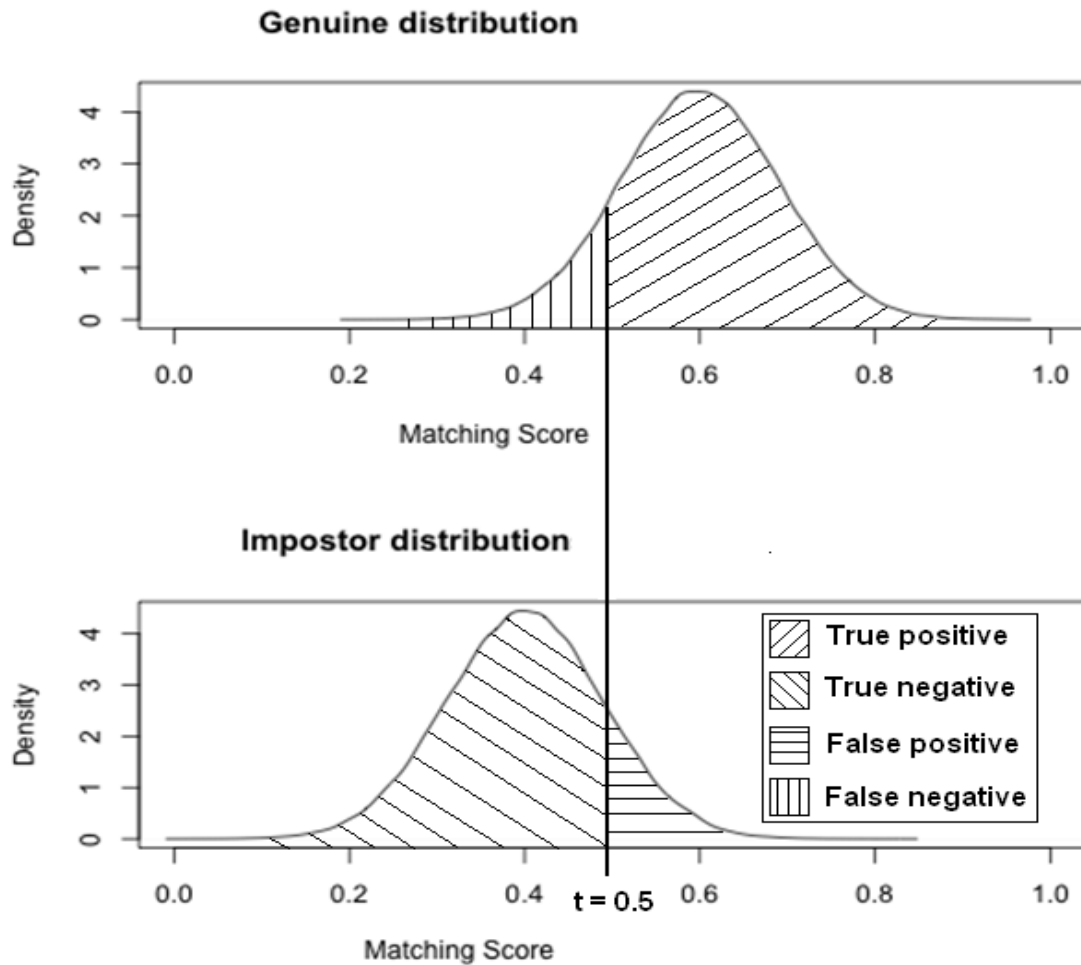 Genuine distribution
Density
4
3
2
1
0
0.0 0.2 0.4 0.6 0.8 1.0
Matching Score
Impostor distribution
Density
4
3
2
1
0
True positive
True negative
False positive
False negative
0.0 0.2 0.4 0.6 0.8 1.0
t = 0.5
Matching Score